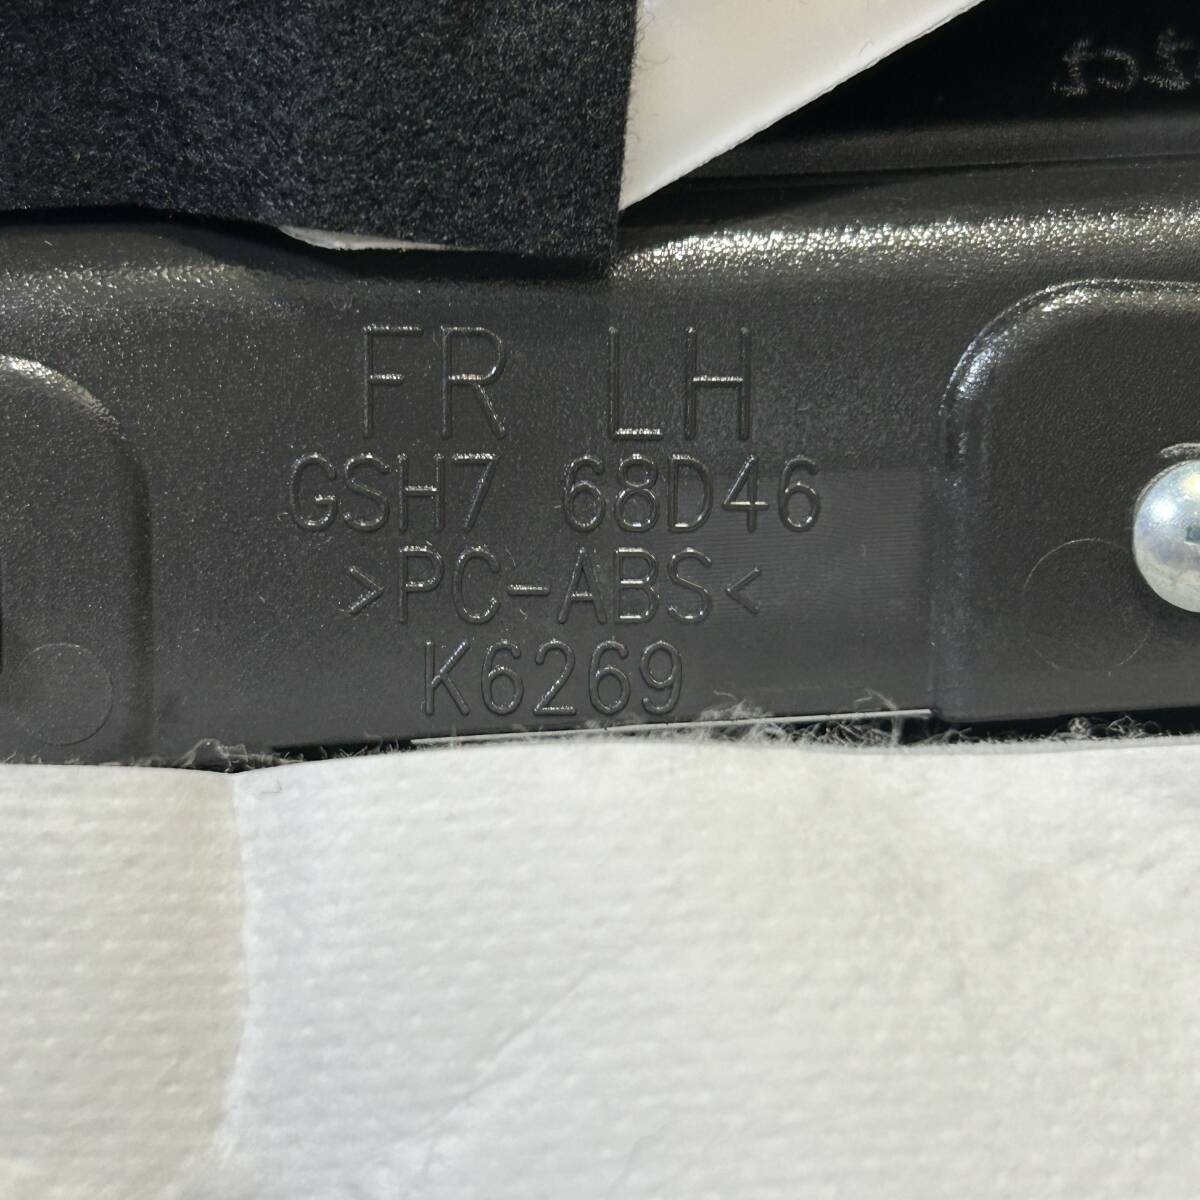 FR LH
GSH7 68D46
>PC-ABS<
K6269